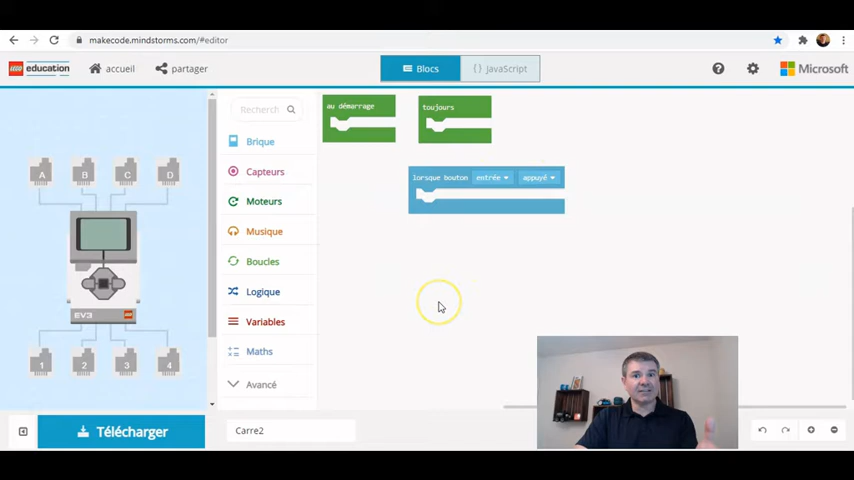 makecode.mindstorms.com/#editor
LEGO education
accueil
partager
Blocs
{} JavaScript
Microsoft
A
B
C
D
EV3
1
2
3
4
Recherch
Brique
Capteurs
Moteurs
Musique
Boucles
Logique
Variables
Maths
Avancé
au démarrage
toujours
lorsque bouton entrée appuyé
Télécharger
Carre2